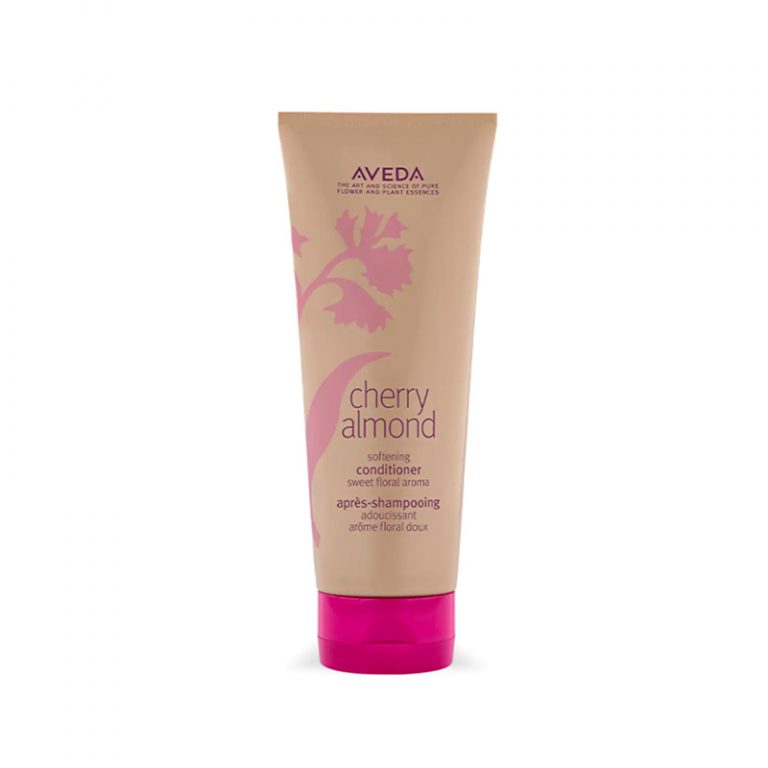 AVEDA
THE ART AND SCIENCE OF PURE
FLOWER AND PLANT ESSENCES
cherry
almond
softening
conditioner
sweet floral aroma
après-shampooing
adoucissant
arôme floral doux